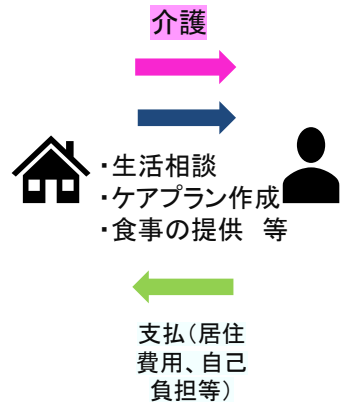 介護
・生活相談
・ケアプラン作成
・食事の提供　等
支払（居住
費用、自己
負担等）